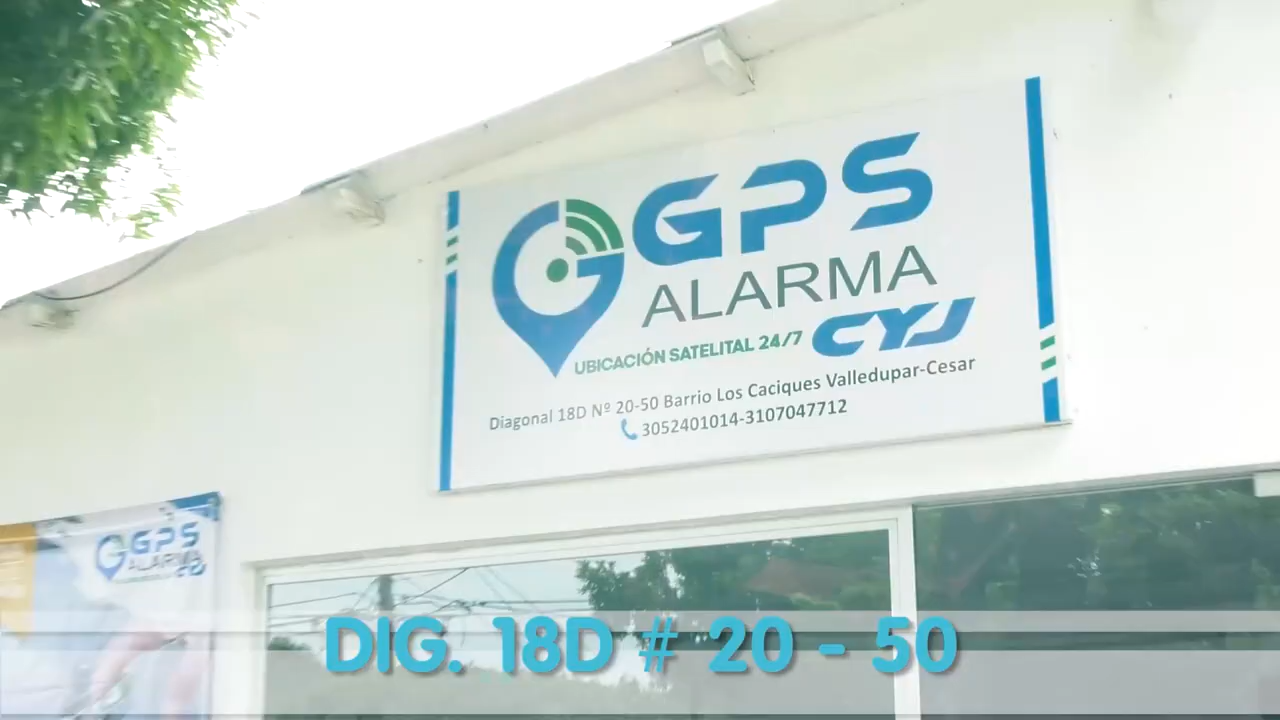 GPS
ALARMA
UBICACIÓN SATELITAL 24/7 CYJ
Diagonal 18D Nº 20-50 Barrio Los Caciques Valledupar-Cesar
3052401014-3107047712
GPS
ALARMA
CYJ
DIG. 18D # 20 - 50